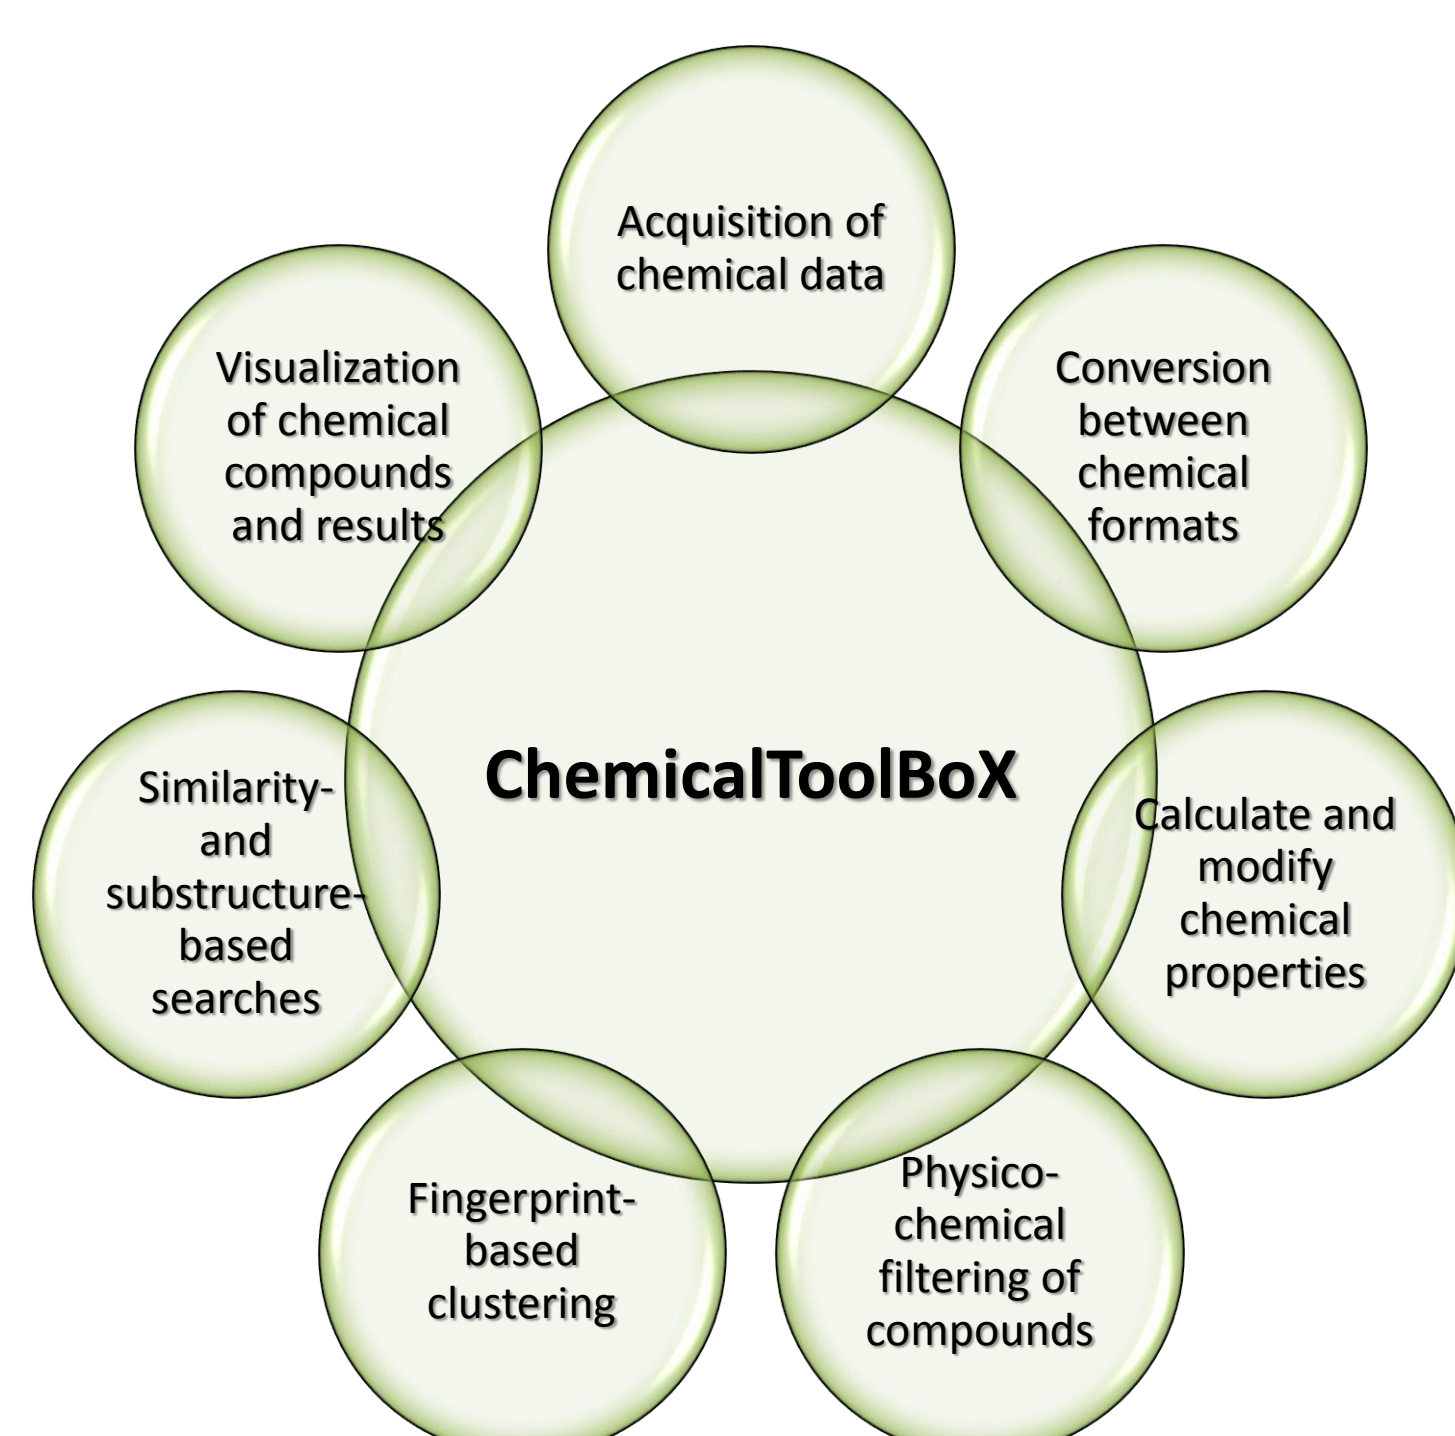 Acquisition of
chemical data
Visualization
of chemical
compounds
and results
Conversion
between
chemical
formats
ChemicalToolBoX
Similarity-
and
substructure-
based
searches
Calculate and
modify
chemical
properties
Fingerprint-
based
clustering
Physico-
chemical
filtering of
compounds